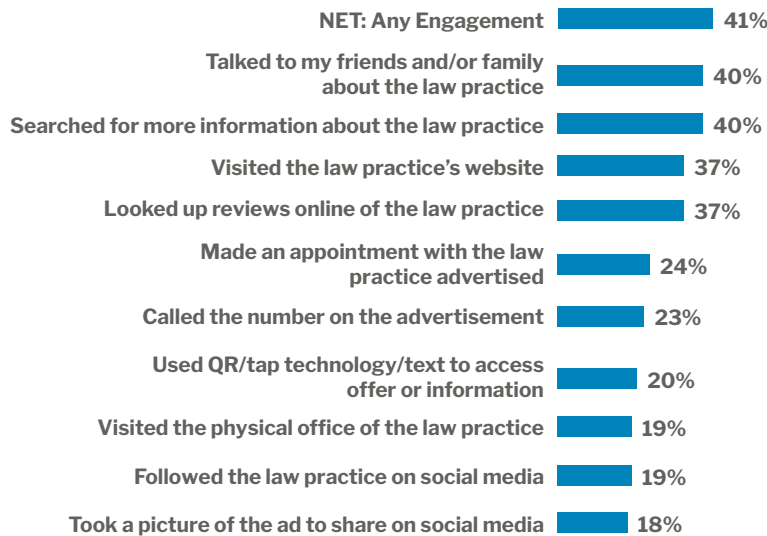 NET: Any Engagement 41%
Talked to my friends and/or family
about the law practice 40%
Searched for more information about the law practice 40%
Visited the law practice’s website 37%
Looked up reviews online of the law practice 37%
Made an appointment with the law
practice advertised 24%
Called the number on the advertisement 23%
Used QR/tap technology/text to access
offer or information 20%
Visited the physical office of the law practice 19%
Followed the law practice on social media 19%
Took a picture of the ad to share on social media 18%